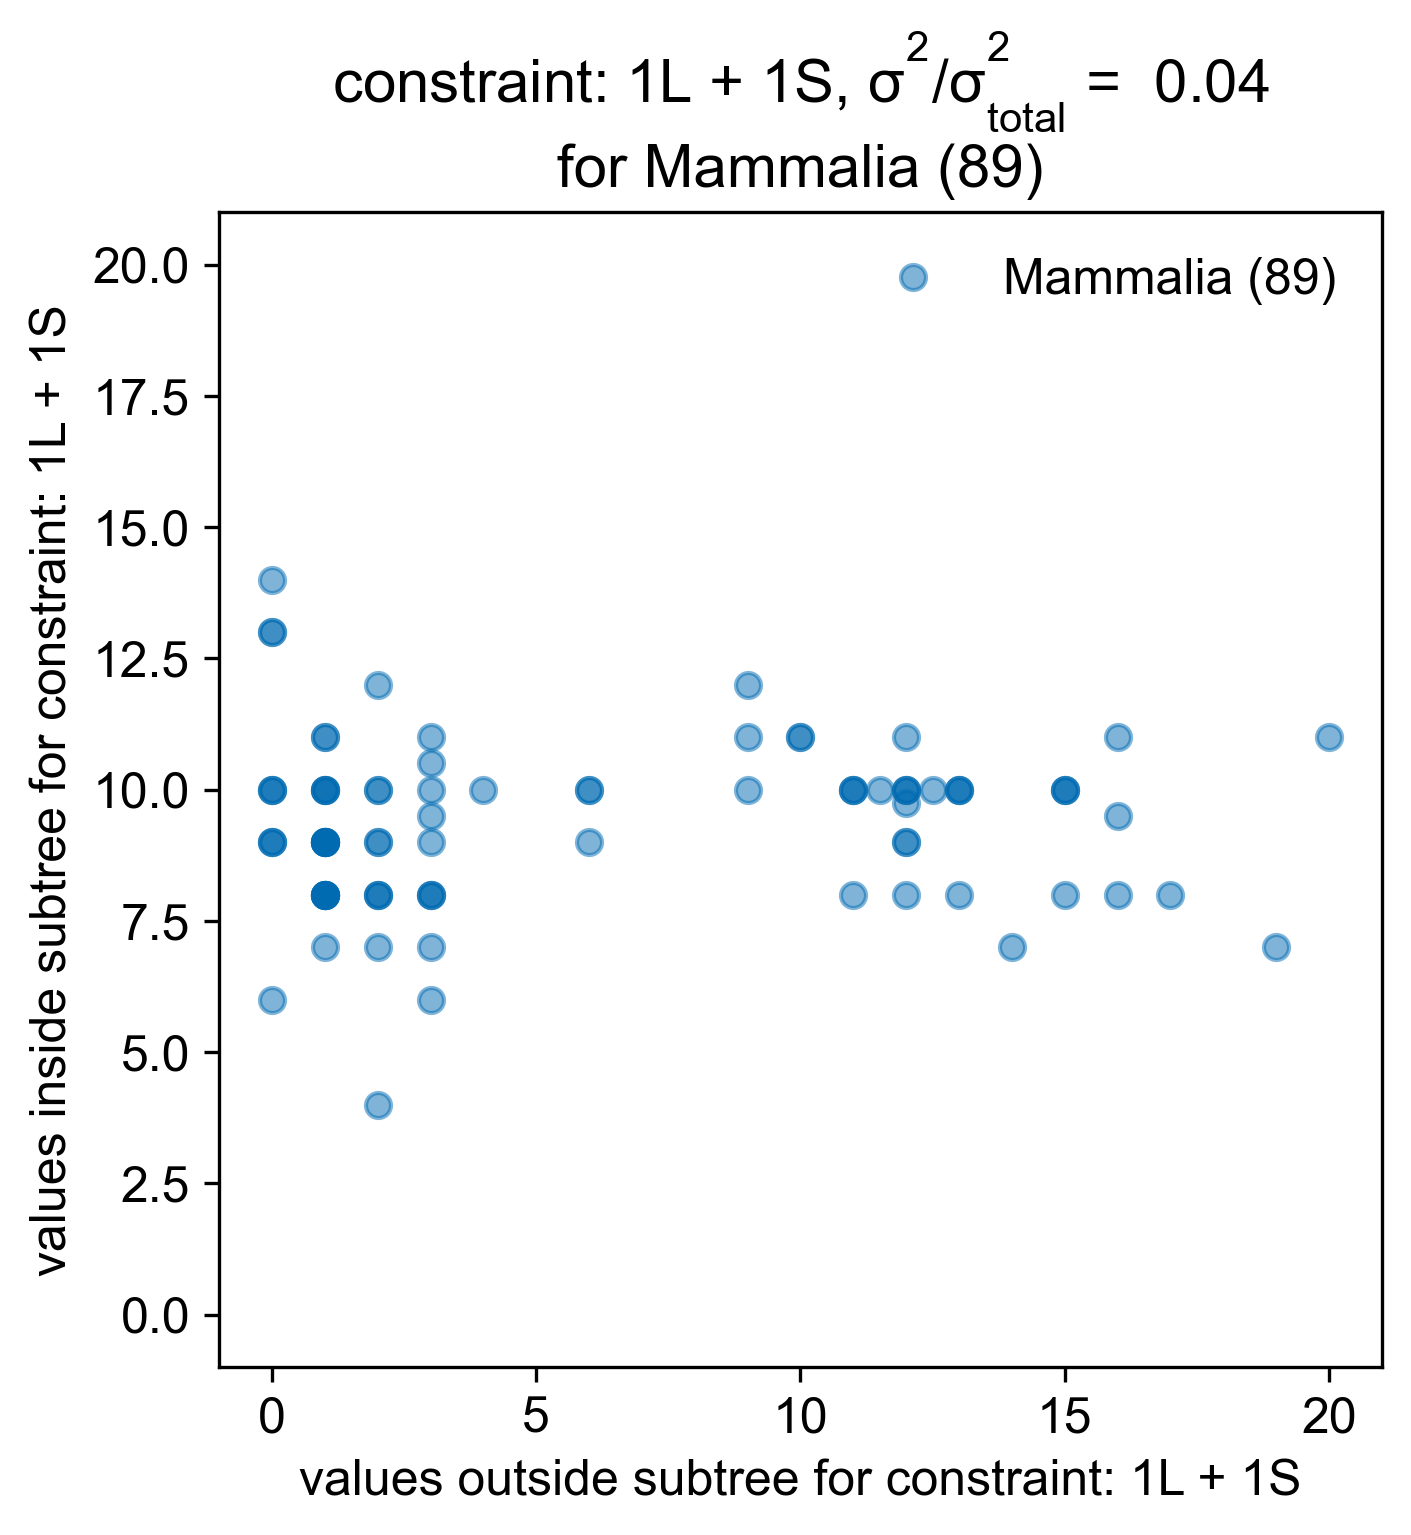 constraint: 1L + 1S, σ²/σ²total = 0.04
for Mammalia (89)
Mammalia (89)
20.0
17.5
15.0
12.5
10.0
7.5
5.0
2.5
0.0
values inside subtree for constraint: 1L + 1S
0 5 10 15 20
values outside subtree for constraint: 1L + 1S